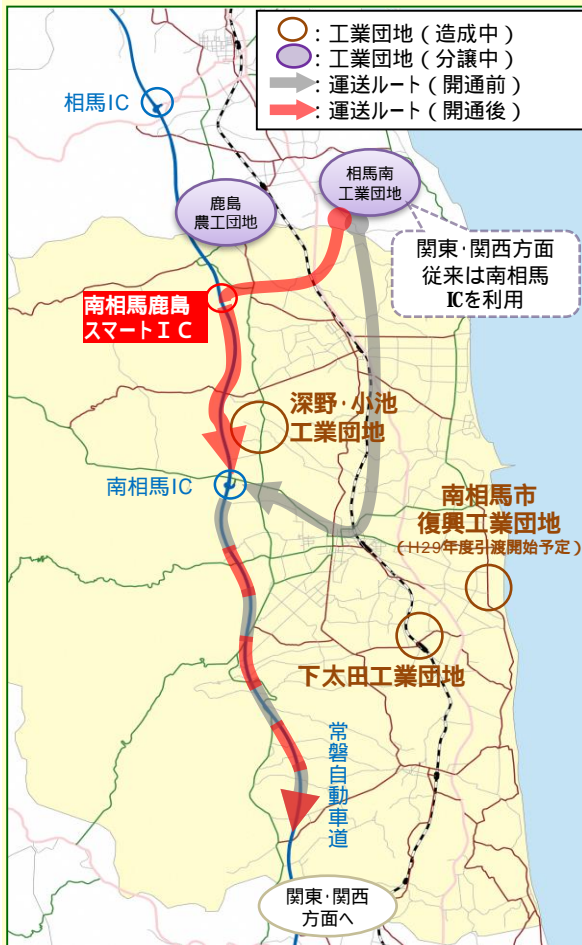 : 工業団地(造成中)
: 工業団地(分譲中)
: 運送ルート(開通前)
: 運送ルート(開通後)
相馬IC
相馬南
工業団地
鹿島
農工団地
関東・関西方面
従来は南相馬
ICを利用
南相馬鹿島
スマートIC
深野・小池
工業団地
南相馬IC
南相馬市
復興工業団地
(H29年度引渡開始予定)
下太田工業団地
常磐自動車道
関東・関西
方面へ